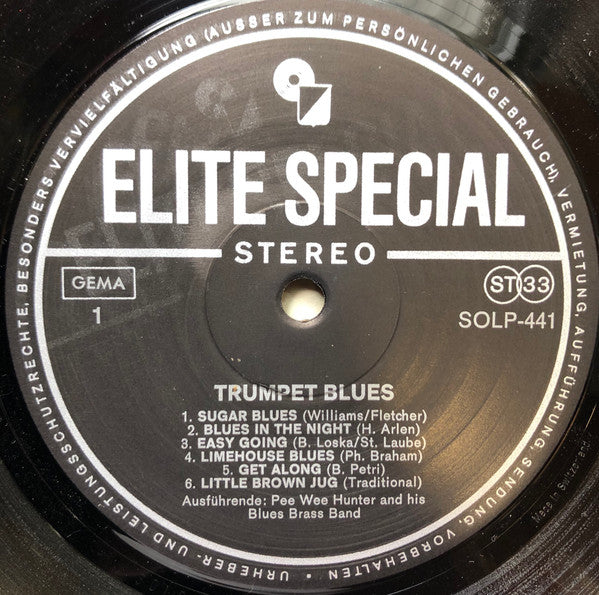 ELITE SPECIAL
STEREO
GEMA
1
ST 33
SOLP-441
TRUMPET BLUES
1. SUGAR BLUES (Williams/Fletcher)
2. BLUES IN THE NIGHT (H. Arlen)
3. EASY GOING (B. Loska/St. Laube)
4. LIMEHOUSE BLUES (Ph. Braham)
5. GET ALONG (B. Petri)
6. LITTLE BROWN JUG (Traditional)
Ausführende: Pee Wee Hunter and his
Blues Brass Band
URHEBER- UND LEISTUNGSSCHUTZRECHTE, BESONDERS VERVIELFÄLTIGUNG (AUSSER ZUM PERSÖNLICHEN GEBRAUCH), VERMIETUNG, AUFFÜHRUNG, SENDUNG, VORBEHALTEN •
Made in Switzerland